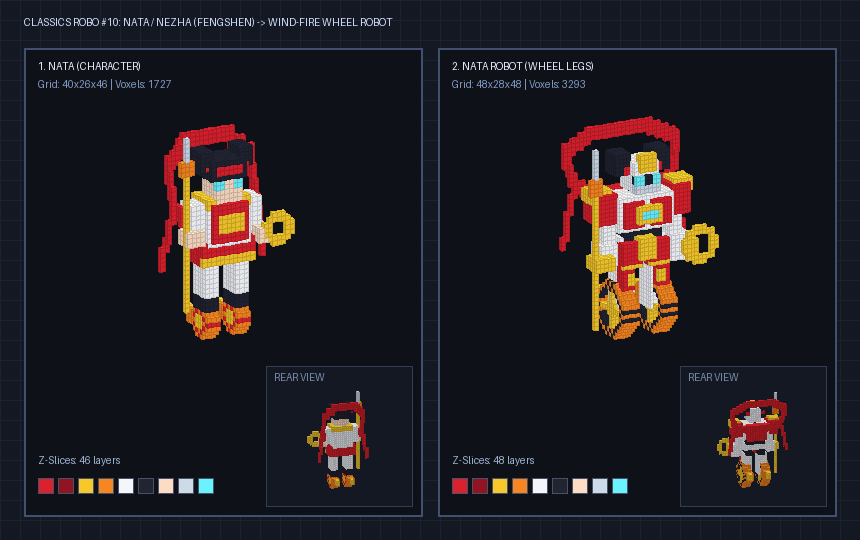 CLASSICS ROBO #10: NATA / NEZHA (FENGSHEN) -> WIND-FIRE WHEEL ROBOT
1. NATA (CHARACTER)
Grid: 40x26x46 | Voxels: 1727
REAR VIEW
Z-Slices: 46 layers
2. NATA ROBOT (WHEEL LEGS)
Grid: 48x28x48 | Voxels: 3293
REAR VIEW
Z-Slices: 48 layers